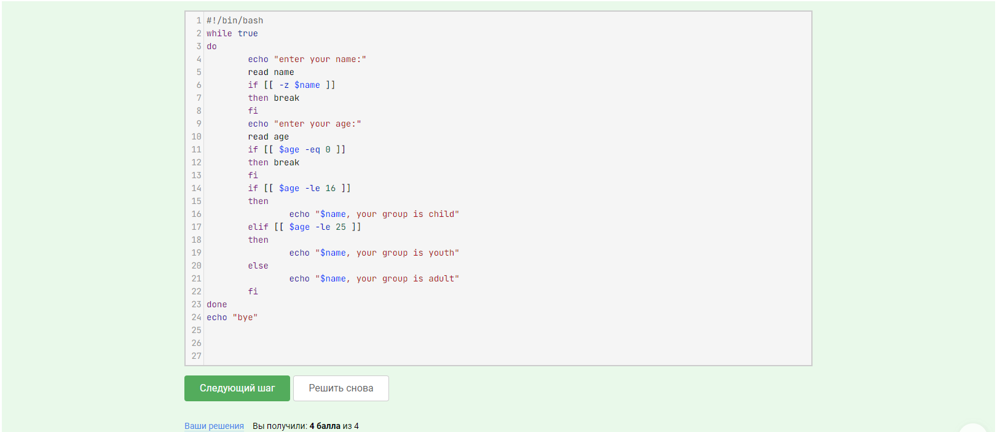 1 #!/bin/bash
2 while true
3 do
4 echo "enter your name:"
5 read name
6 if [[ -z $name ]]
7 then break
8 fi
9 echo "enter your age:"
10 read age
11 if [[ $age -eq 0 ]]
12 then break
13 fi
14 if [[ $age -le 16 ]]
15 then
16 echo "$name, your group is child"
17 elif [[ $age -le 25 ]]
18 then
19 echo "$name, your group is youth"
20 else
21 echo "$name, your group is adult"
22 fi
23 done
24 echo "bye"
25
26
27
Следующий шаг Решить снова
Ваши решения Вы получили: 4 балла из 4